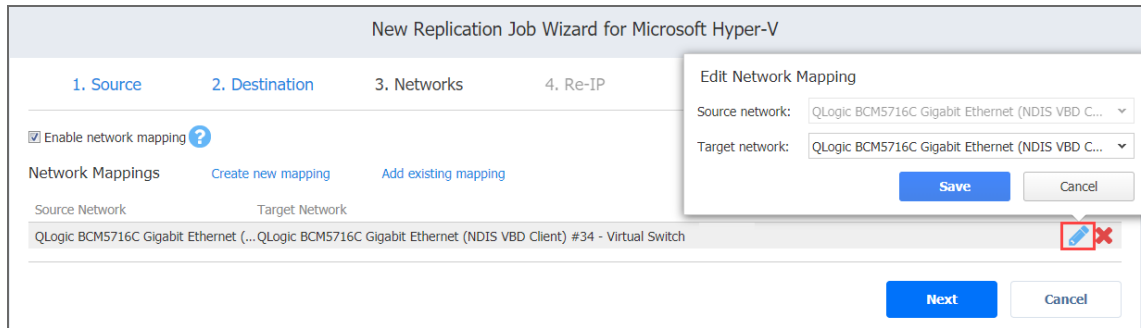 New Replication Job Wizard for Microsoft Hyper-V
1. Source 2. Destination 3. Networks 4. Re-IP
Edit Network Mapping
Source network: QLogic BCM5716C Gigabit Ethernet (NDIS VBD C...
Target network: QLogic BCM5716C Gigabit Ethernet (NDIS VBD C...
Save Cancel
Enable network mapping ?
Network Mappings Create new mapping Add existing mapping
Source Network Target Network
QLogic BCM5716C Gigabit Ethernet (... QLogic BCM5716C Gigabit Ethernet (NDIS VBD Client) #34 - Virtual Switch
Next Cancel